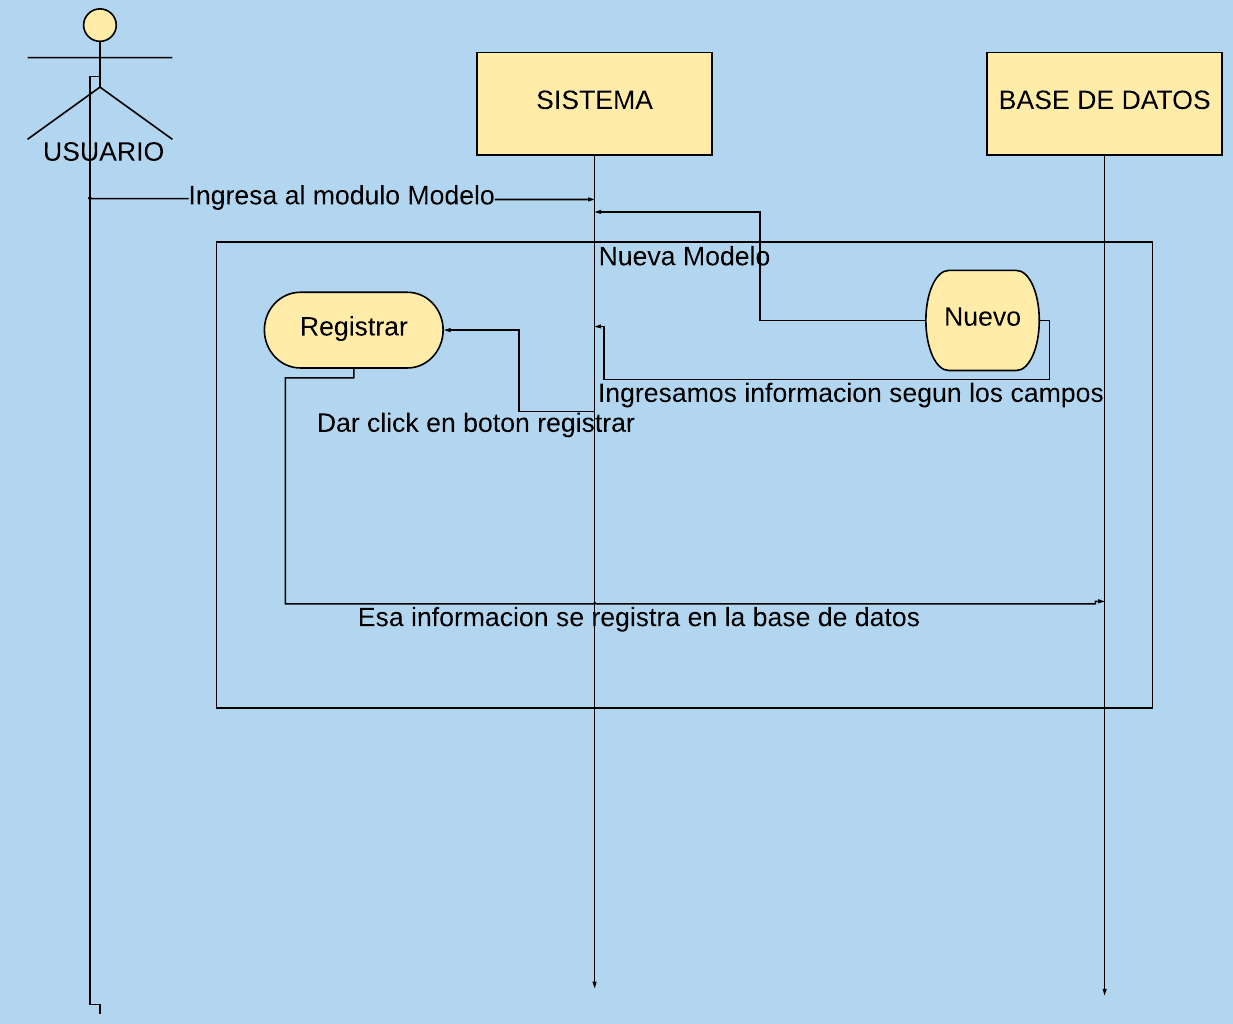 USUARIO
SISTEMA
BASE DE DATOS
Ingresa al modulo Modelo
Nueva Modelo
Registrar
Nuevo
Ingresamos informacion segun los campos
Dar click en boton registrar
Esa informacion se registra en la base de datos